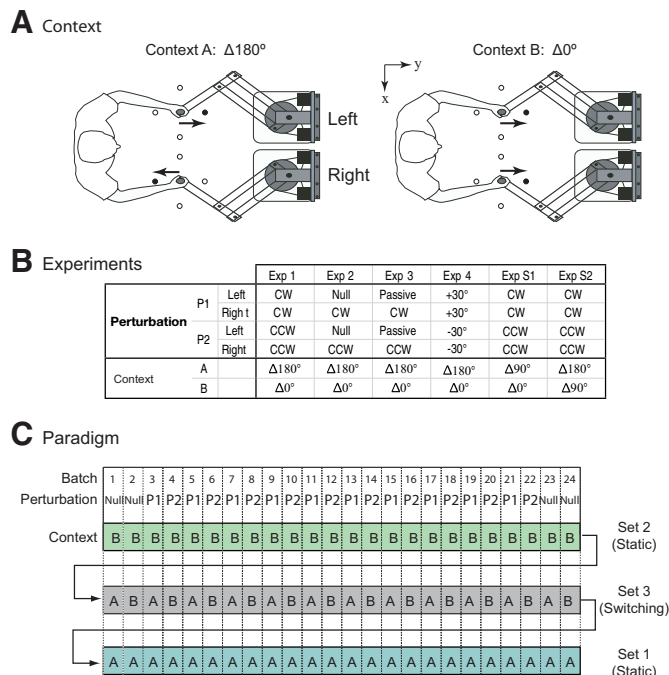 A Context
Context A: Δ180º
Context B: Δ0º
y
x
Left
Right
B Experiments
Exp 1 Exp 2 Exp 3 Exp 4 Exp S1 Exp S2
Perturbation P1 Left CW Null Passive +30° CW CW
Righ t CW CW CW +30° CW CW
P2 Left CCW Null Passive -30° CCW CCW
Right CCW CCW CCW -30° CCW CCW
Context A Δ180° Δ180° Δ180° Δ180° Δ90° Δ180°
B Δ0° Δ0° Δ0° Δ0° Δ0° Δ90°
C Paradigm
Batch 1 2 3 4 5 6 7 8 9 10 11 12 13 14 15 16 17 18 19 20 21 22 23 24
Perturbation Null Null P1 P2 P1 P2 P1 P2 P1 P2 P1 P2 P1 P2 P1 P2 P1 P2 P1 P2 P1 P2 Null Null
Context B B B B B B B B B B B B B B B B B B B B B B B B
Set 2
(Static)
A B A B A B A B A B A B A B A B A B A B A B A B
Set 3
(Switching)
A A A A A A A A A A A A A A A A A A A A A A A A
Set 1
(Static)